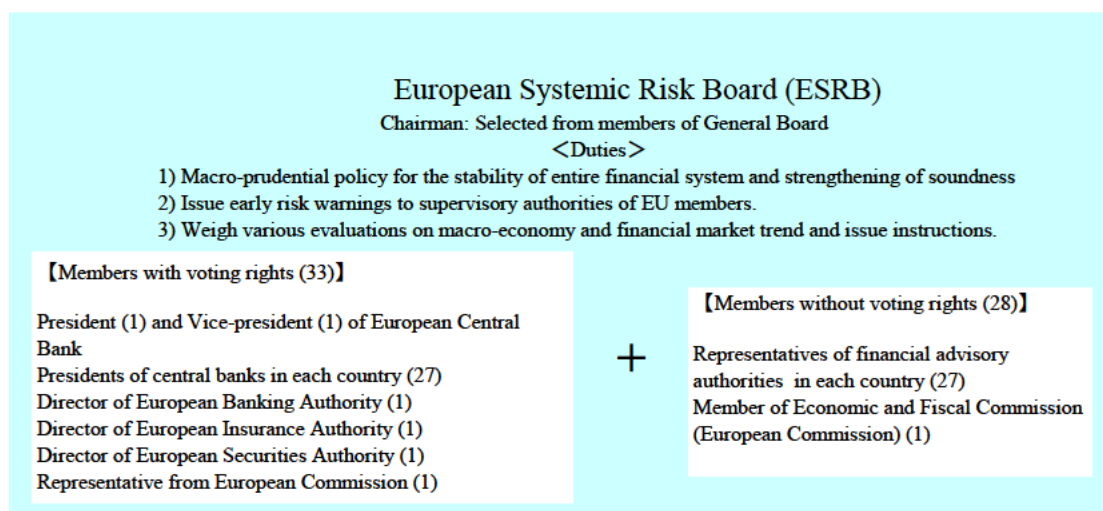 European Systemic Risk Board (ESRB)
Chairman: Selected from members of General Board
＜Duties＞
1) Macro-prudential policy for the stability of entire financial system and strengthening of soundness
2) Issue early risk warnings to supervisory authorities of EU members.
3) Weigh various evaluations on macro-economy and financial market trend and issue instructions.
【Members with voting rights (33)】
President (1) and Vice-president (1) of European Central
Bank
Presidents of central banks in each country (27)
Director of European Banking Authority (1)
Director of European Insurance Authority (1)
Director of European Securities Authority (1)
Representative from European Commission (1)
＋
【Members without voting rights (28)】
Representatives of financial advisory
authorities in each country (27)
Member of Economic and Fiscal Commission
(European Commission) (1)